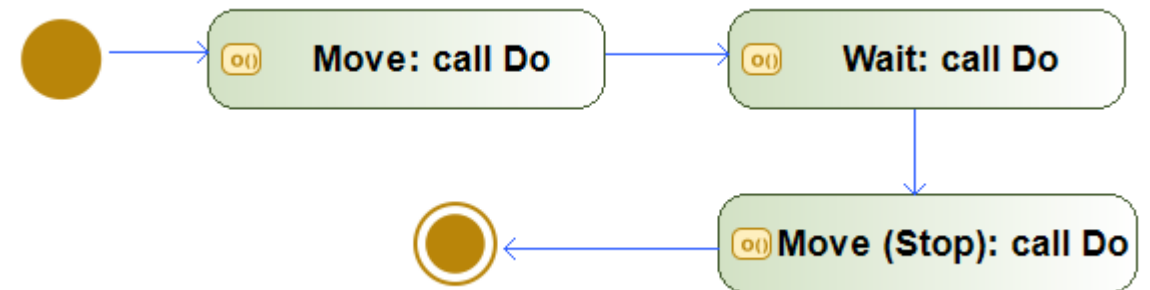 o() Move: call Do
o() Wait: call Do
o() Move (Stop): call Do